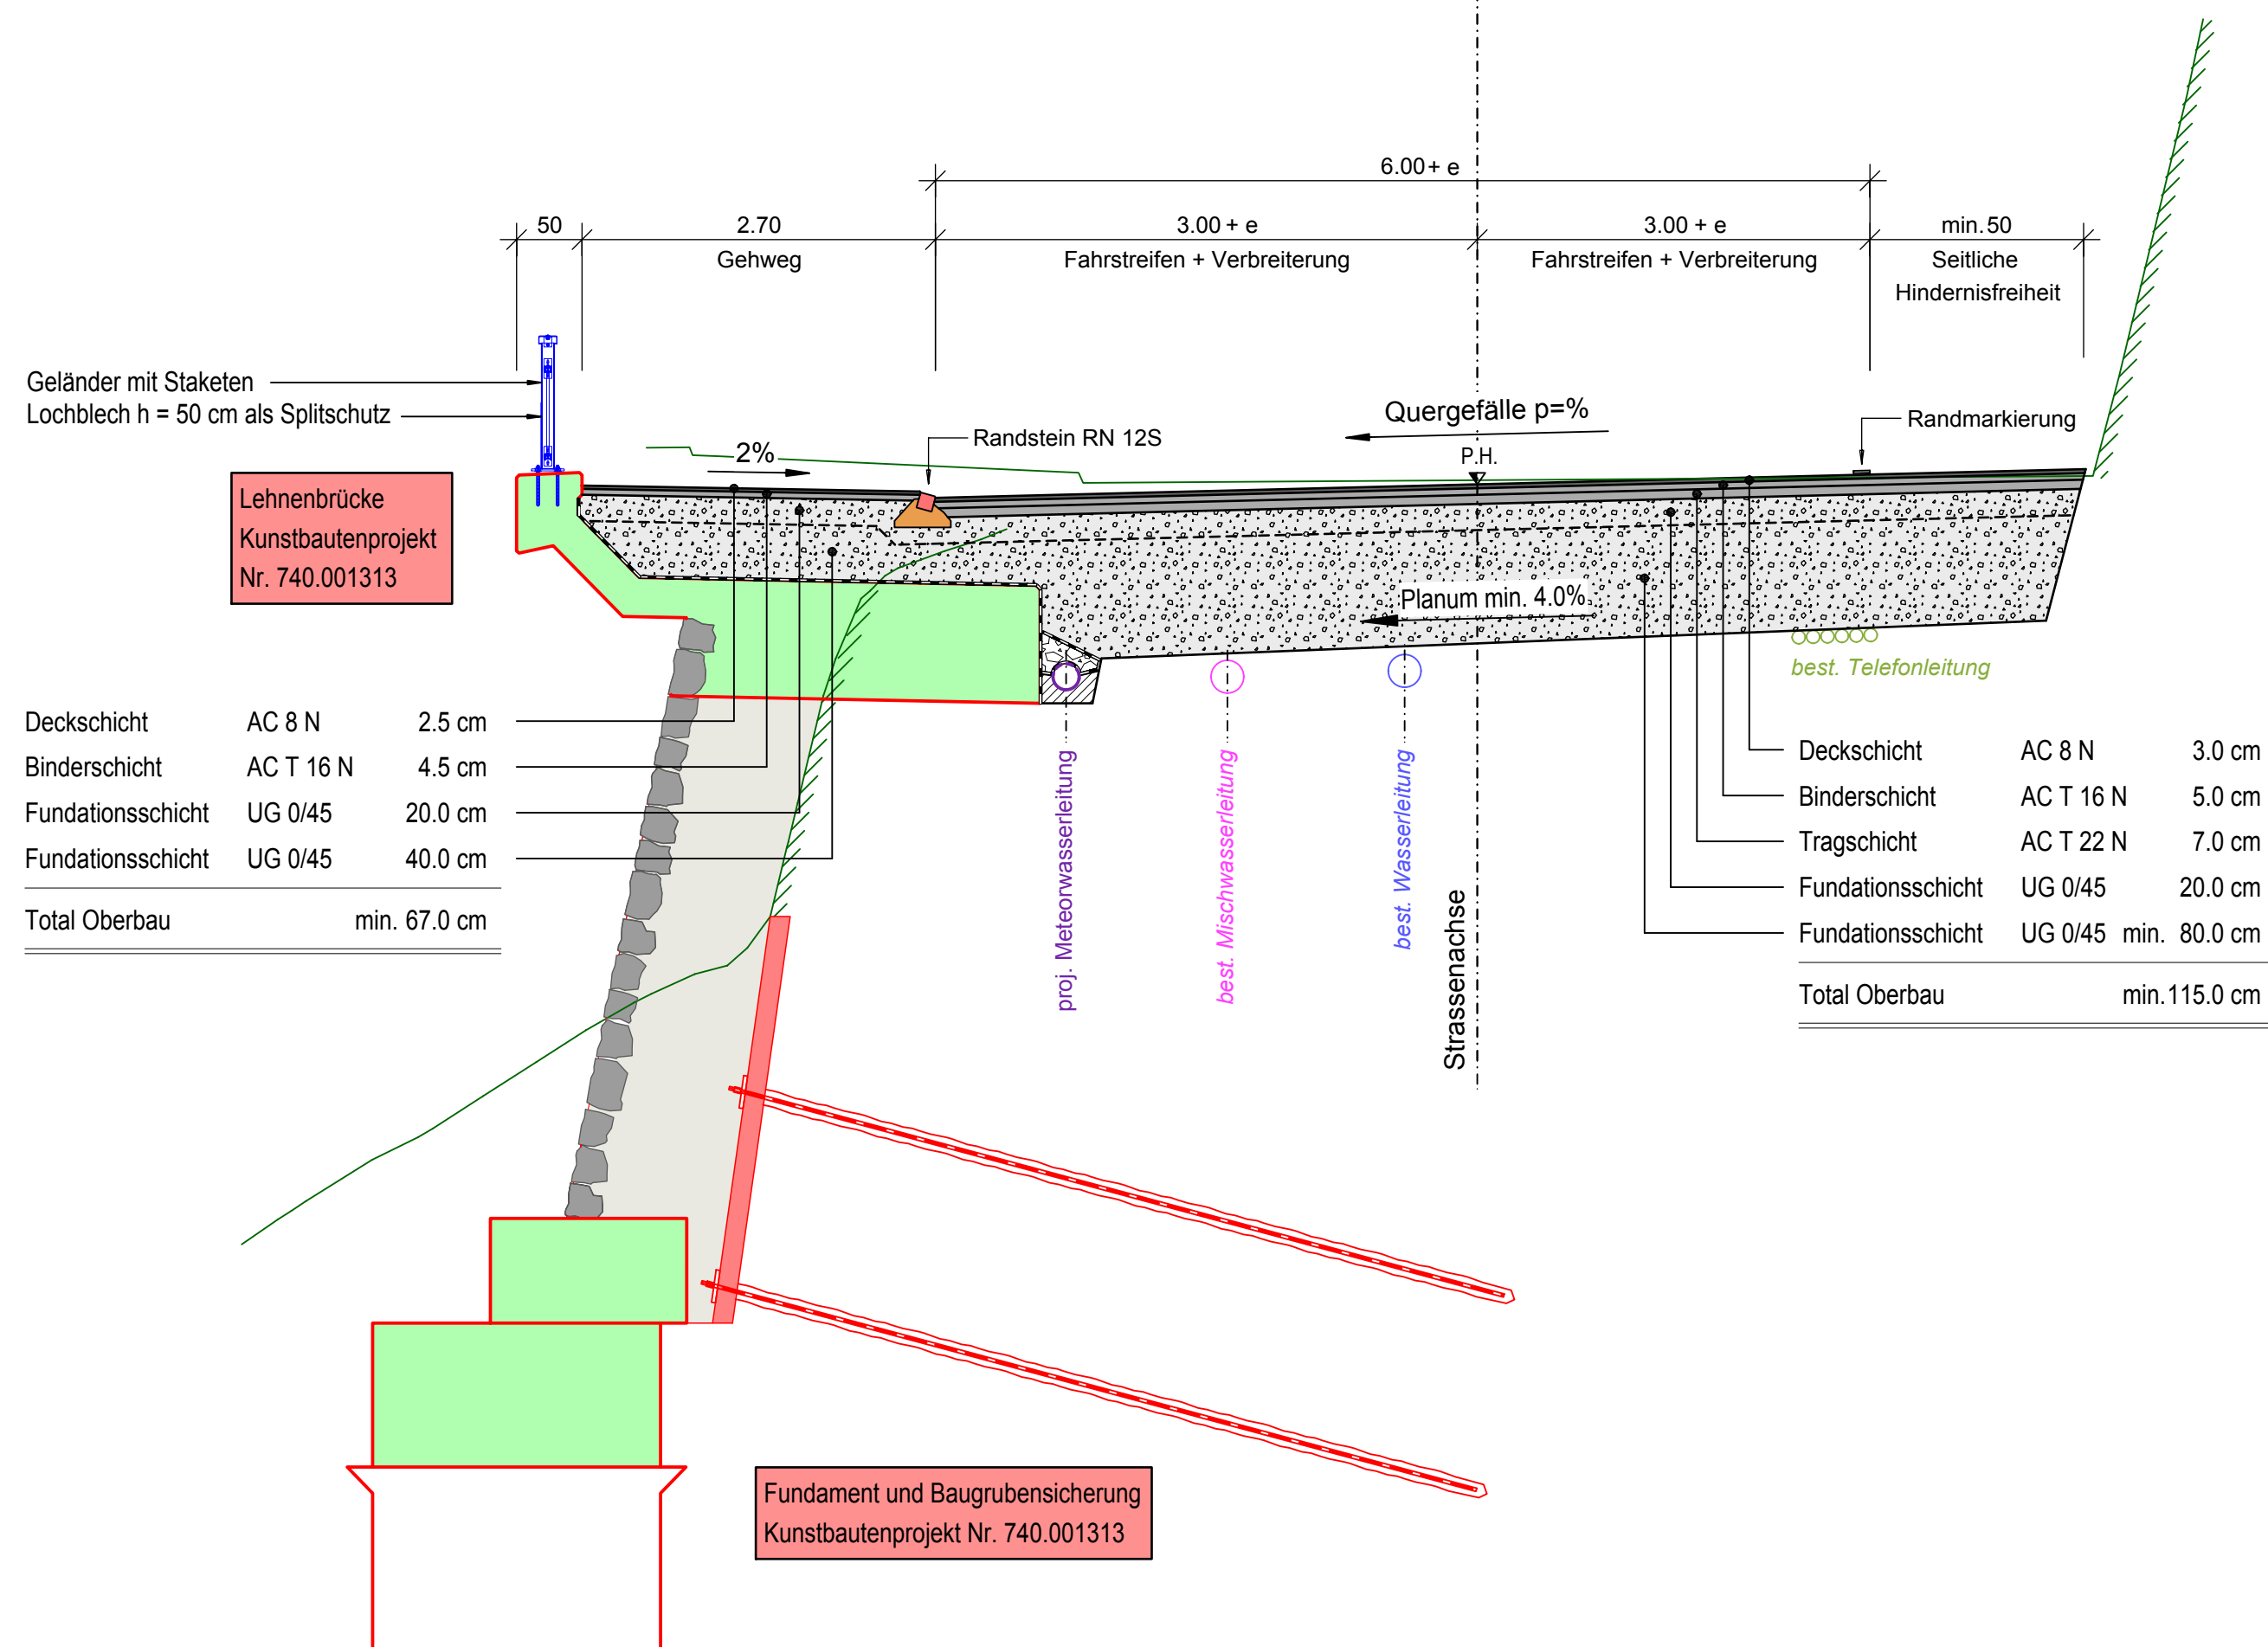 6.00 + e
50
2.70
3.00 + e
3.00 + e
min.50
Gehweg
Fahrstreifen + Verbreiterung
Fahrstreifen + Verbreiterung
Seitliche
Hindernisfreiheit
Geländer mit Staketen
Lochblech h = 50 cm als Splitschutz
2%
Randstein RN 12S
Quergefälle p=%
P.H.
Randmarkierung
Lehnenbrücke
Kunstbautenprojekt
Nr. 740.001313
Planum min. 4.0%
best. Telefonleitung
Deckschicht AC 8 N 2.5 cm
Binderschicht AC T 16 N 4.5 cm
Fundationsschicht UG 0/45 20.0 cm
Fundationsschicht UG 0/45 40.0 cm
Total Oberbau min. 67.0 cm
proj. Meteorwasserleitung
best. Mischwasserleitung
best. Wasserleitung
Strassenachse
Deckschicht AC 8 N 3.0 cm
Binderschicht AC T 16 N 5.0 cm
Tragschicht AC T 22 N 7.0 cm
Fundationsschicht UG 0/45 20.0 cm
Fundationsschicht UG 0/45 min. 80.0 cm
Total Oberbau min.115.0 cm
Fundament und Baugrubensicherung
Kunstbautenprojekt Nr. 740.001313